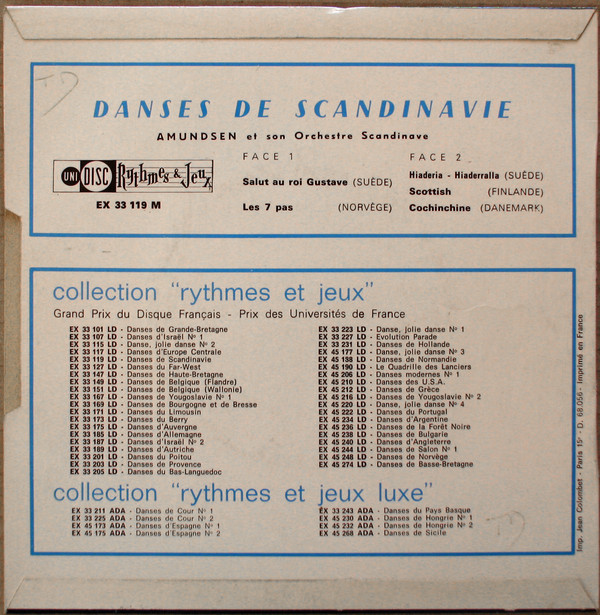 DANSES DE SCANDINAVIE
AMUNDSEN et son Orchestre Scandinave
UNI DISC Rythmes & Jeux
EX 33 119 M
FACE 1
Salut au roi Gustave (SUÈDE)
Les 7 pas (NORVÈGE)
FACE 2
Hiaderia - Hiaderralla (SUÈDE)
Scottish (FINLANDE)
Cochinchine (DANEMARK)
collection "rythmes et jeux"
Grand Prix du Disque Français - Prix des Universités de France
EX 33 101 LD - Danses de Grande-Bretagne
EX 33 107 LD - Danses d'Israël Nº 1
EX 33 115 LD - Danse, jolie danse Nº 2
EX 33 117 LD - Danses d'Europe Centrale
EX 33 119 LD - Danses de Scandinavie
EX 33 127 LD - Danses du Far-West
EX 33 147 LD - Danses de Haute-Bretagne
EX 33 149 LD - Danses de Belgique (Flandre)
EX 33 151 LD - Danses de Belgique (Wallonie)
EX 33 167 LD - Danses de Yougoslavie Nº 1
EX 33 169 LD - Danses de Bourgogne et de Bresse
EX 33 171 LD - Danses du Limousin
EX 33 173 LD - Danses du Berry
EX 33 175 LD - Danses d'Auvergne
EX 33 185 LD - Danses d'Allemagne
EX 33 187 LD - Danses d'Israël Nº 2
EX 33 189 LD - Danses d'Autriche
EX 33 201 LD - Danses du Poitou
EX 33 203 LD - Danses de Provence
EX 33 205 LD - Danses du Bas-Languedoc
EX 33 223 LD - Danse, jolie danse Nº 1
EX 33 227 LD - Evolution Parade
EX 33 231 LD - Danses de Hollande
EX 45 177 LD - Danse, jolie danse Nº 3
EX 45 188 LD - Danses de Normandie
EX 45 190 LD - Le Quadrille des Lanciers
EX 45 206 LD - Danses modernes Nº 1
EX 45 210 LD - Danses des U.S.A.
EX 45 212 LD - Danses de Grèce
EX 45 216 LD - Danses de Yougoslavie Nº 2
EX 45 220 LD - Danse, jolie danse Nº 4
EX 45 222 LD - Danses du Portugal
EX 45 234 LD - Danses d'Argentine
EX 45 236 LD - Danses de la Forêt Noire
EX 45 238 LD - Danses de Bulgarie
EX 45 240 LD - Danses d'Angleterre
EX 45 244 LD - Danses de Salon Nº 1
EX 45 248 LD - Danses de Norvège
EX 45 274 LD - Danses de Basse-Bretagne
collection "rythmes et jeux luxe"
EX 33 211 ADA - Danses de Cour Nº 1
EX 33 225 ADA - Danses de Cour Nº 2
EX 45 173 ADA - Danses d'Espagne Nº 1
EX 45 175 ADA - Danses d'Espagne Nº 2
EX 33 243 ADA - Danses du Pays Basque
EX 45 230 ADA - Danses de Hongrie Nº 1
EX 45 232 ADA - Danses de Hongrie Nº 2
EX 45 268 ADA - Danses de Sicile
Imp. Jean Colombet - Paris 15e - D. 68.056 - Imprimé en France